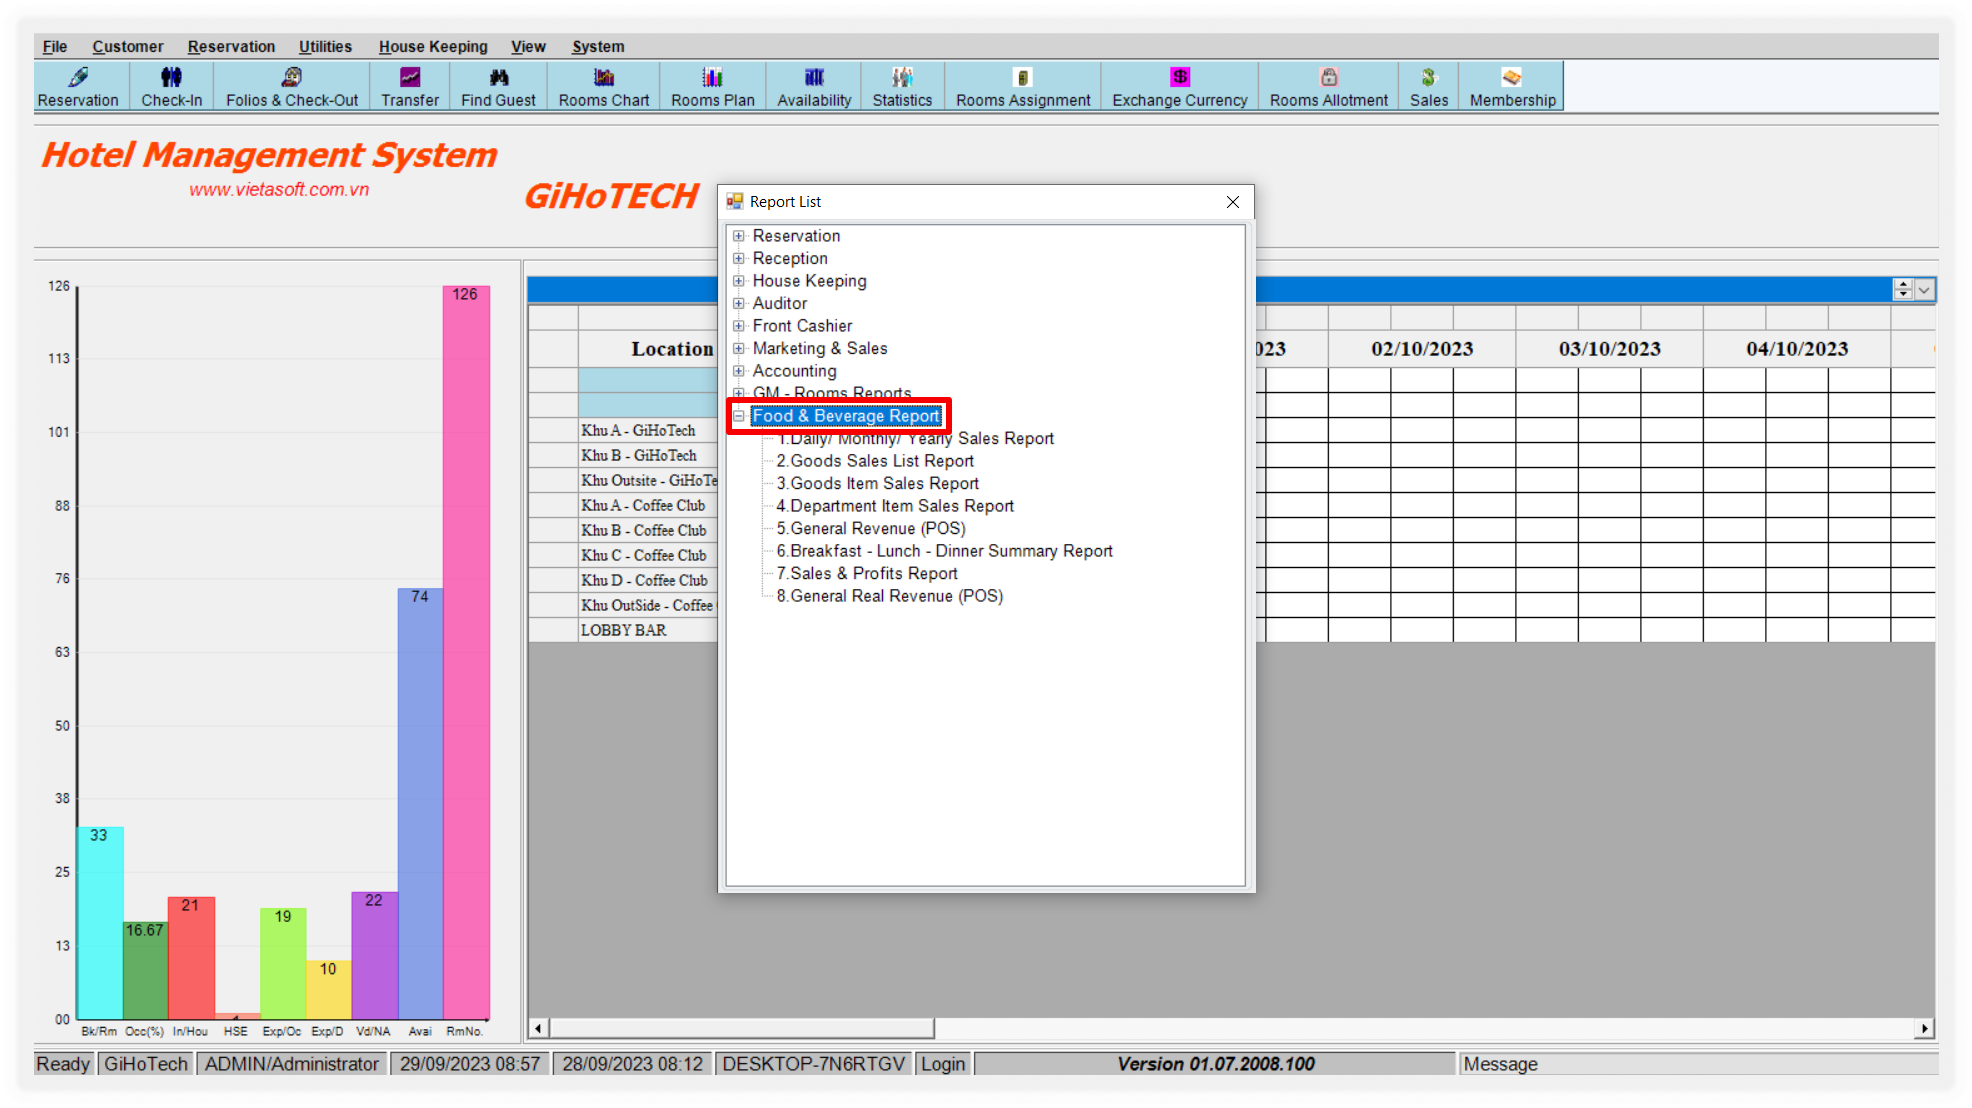 File Customer Reservation Utilities House Keeping View System
Reservation Check-In Folios & Check-Out Transfer Find Guest Rooms Chart Rooms Plan Availability Statistics Rooms Assignment Exchange Currency Rooms Allotment Sales Membership
Hotel Management System
www.vietasoft.com.vn
GiHoTECH
Report List
Reservation
Reception
House Keeping
Auditor
Front Cashier
Marketing & Sales
Accounting
GM - Rooms Reports
Food & Beverage Report
1.Daily/ Monthly/ Yearly Sales Report
2.Goods Sales List Report
3.Goods Item Sales Report
4.Department Item Sales Report
5.General Revenue (POS)
6.Breakfast - Lunch - Dinner Summary Report
7.Sales & Profits Report
8.General Real Revenue (POS)
Location 023 02/10/2023 03/10/2023 04/10/2023
Khu A - GiHoTech
Khu B - GiHoTech
Khu Outsite - GiHoTe
Khu A - Coffee Club
Khu B - Coffee Club
Khu C - Coffee Club
Khu D - Coffee Club
Khu OutSide - Coffee
LOBBY BAR
126
113
101
88
76
63
50
38
25
13
00
33 16.67 21 19 10 22 74 126
Bk/Rm Occ(%) In/Hou HSE Exp/Oc Exp/D Vd/NA Avai RmNo.
Ready GiHoTech ADMIN/Administrator 29/09/2023 08:57 28/09/2023 08:12 DESKTOP-7N6RTGV Login Version 01.07.2008.100 Message